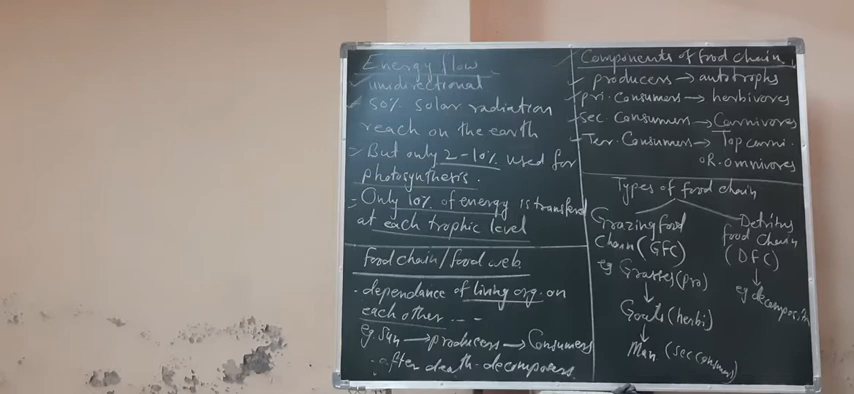 Energy flow
unidirectional
50% solar radiation
reach on the earth
But only 2-10% used for
photosynthesis.
Only 10% of energy is transferd
at each trophic level
food chain/food web
. dependance of living org. on
each other ...
eg. Sun → producers → Consumers
. after death - decomposers.
Components of food chain
producers → autotrophs
pri. Consumers → herbivores
Sec. Consumers → Carnivores
Ter. Consumers → Top carni.
OR omnivores
Types of food chain
Grazing food
chain (GFC)
eg Grasses (pro)
↓
Goats (herbi)
↓
Man (sec consumers)
Detritus
food chain
(DFC)
↓
eg decomposi